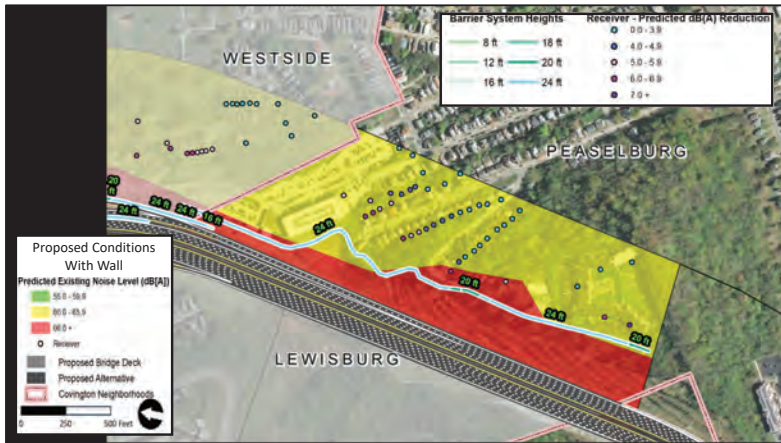 Barrier System Heights
8 ft
18 ft
12 ft
20 ft
16 ft
24 ft
Receiver - Predicted dB(A) Reduction
0.0 - 3.9
4.0 - 4.9
5.0 - 5.9
6.0 - 6.9
7.0 +
WESTSIDE
PEASELBURG
20
ft
24 ft
24 ft
24 ft
16 ft
24 ft
20 ft
24 ft
20 ft
LEWISBURG
Proposed Conditions
With Wall
Predicted Existing Noise Level (dB[A])
60.0 - 65.9
66.0 +
Receiver
Proposed Bridge Deck
Proposed Alternative
Covington Neighborhoods
0 250 500 Feet